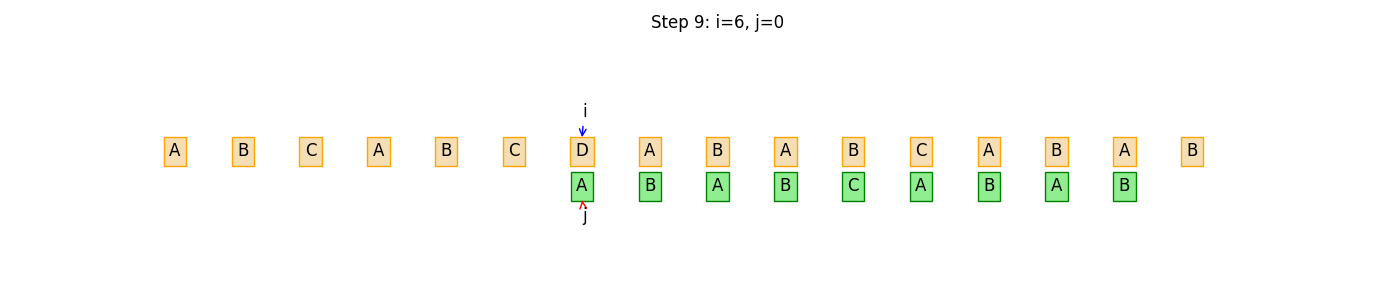 Step 9: i=6, j=0
i
A B C A B C D A B A B C A B A B
A B A B C A B A B
j